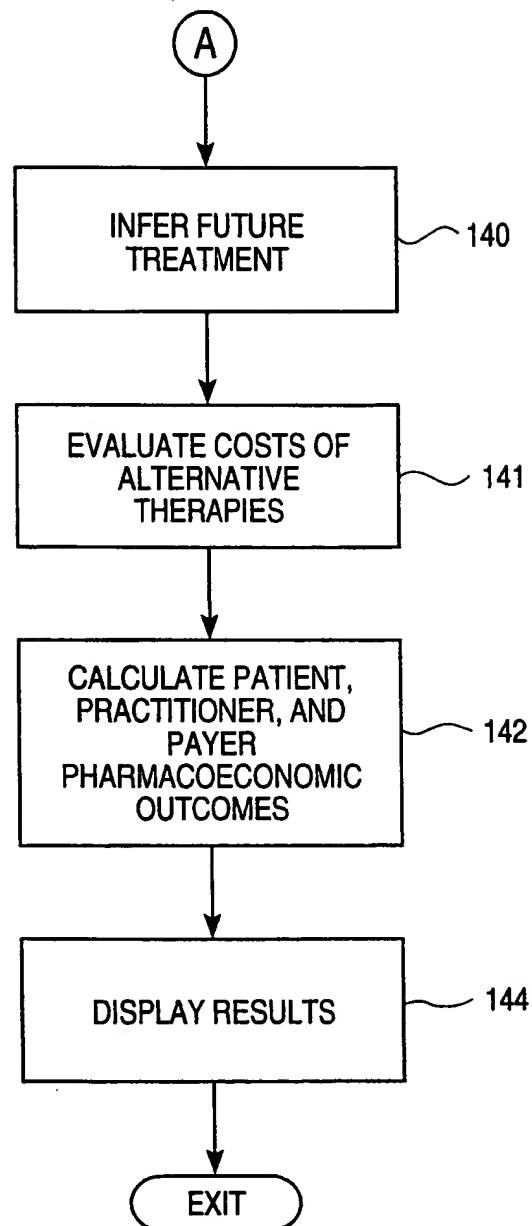 A
INFER FUTURE
TREATMENT
140
EVALUATE COSTS OF
ALTERNATIVE
THERAPIES
141
CALCULATE PATIENT,
PRACTITIONER, AND
PAYER
PHARMACOECONOMIC
OUTCOMES
142
DISPLAY RESULTS
144
EXIT